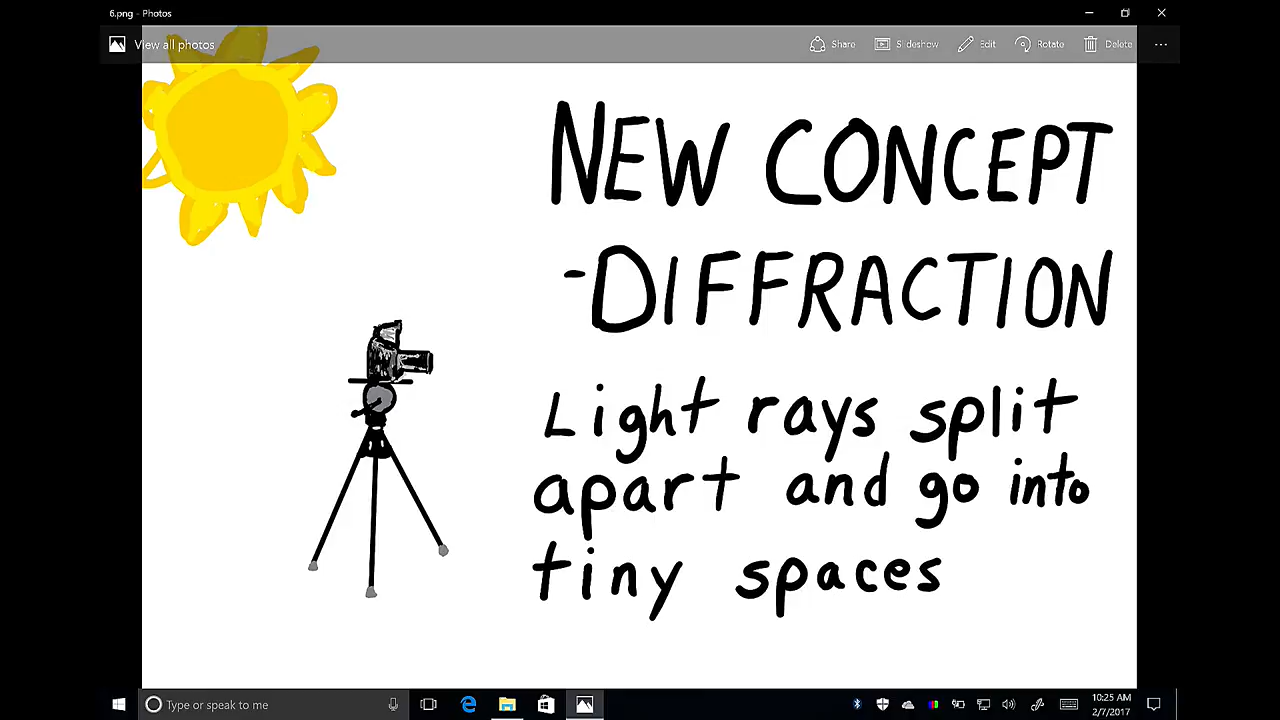 6.png - Photos
View all photos
Share Slideshow Edit Rotate Delete ...
NEW CONCEPT
-DIFFRACTION
Light rays split
apart and go into
tiny spaces
Type or speak to me
10:25 AM
2/7/2017